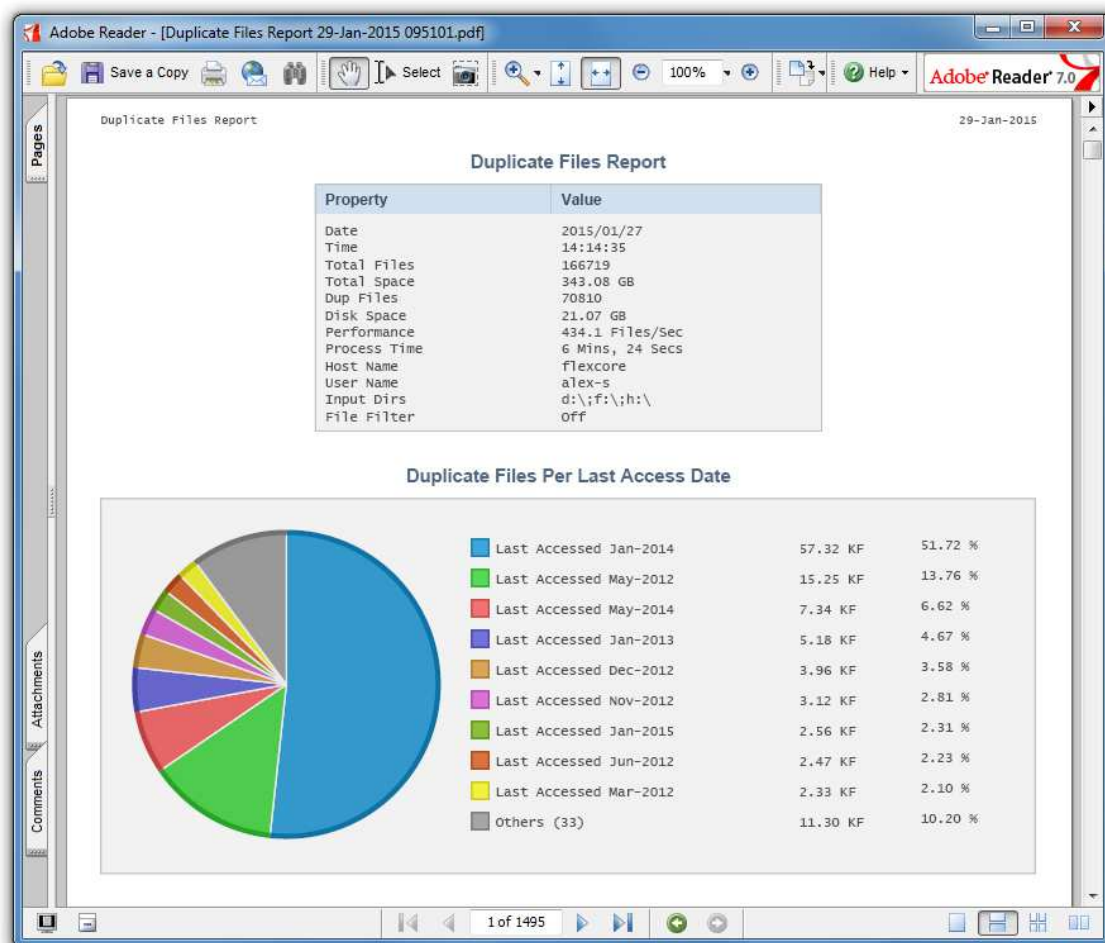 Adobe Reader - [Duplicate Files Report 29-Jan-2015 095101.pdf]
Save a Copy Select 100% Help Adobe Reader 7.0
Pages
Attachments
Comments
Duplicate Files Report 29-Jan-2015
Duplicate Files Report
Property Value
Date 2015/01/27
Time 14:14:35
Total Files 166719
Total Space 343.08 GB
Dup Files 70810
Disk Space 21.07 GB
Performance 434.1 Files/Sec
Process Time 6 Mins, 24 Secs
Host Name flexcore
User Name alex-s
Input Dirs d:\;f:\;h:\
File Filter Off
Duplicate Files Per Last Access Date
Last Accessed Jan-2014 57.32 KF 51.72 %
Last Accessed May-2012 15.25 KF 13.76 %
Last Accessed May-2014 7.34 KF 6.62 %
Last Accessed Jan-2013 5.18 KF 4.67 %
Last Accessed Dec-2012 3.96 KF 3.58 %
Last Accessed Nov-2012 3.12 KF 2.81 %
Last Accessed Jan-2015 2.56 KF 2.31 %
Last Accessed Jun-2012 2.47 KF 2.23 %
Last Accessed Mar-2012 2.33 KF 2.10 %
Others (33) 11.30 KF 10.20 %
1 of 1495